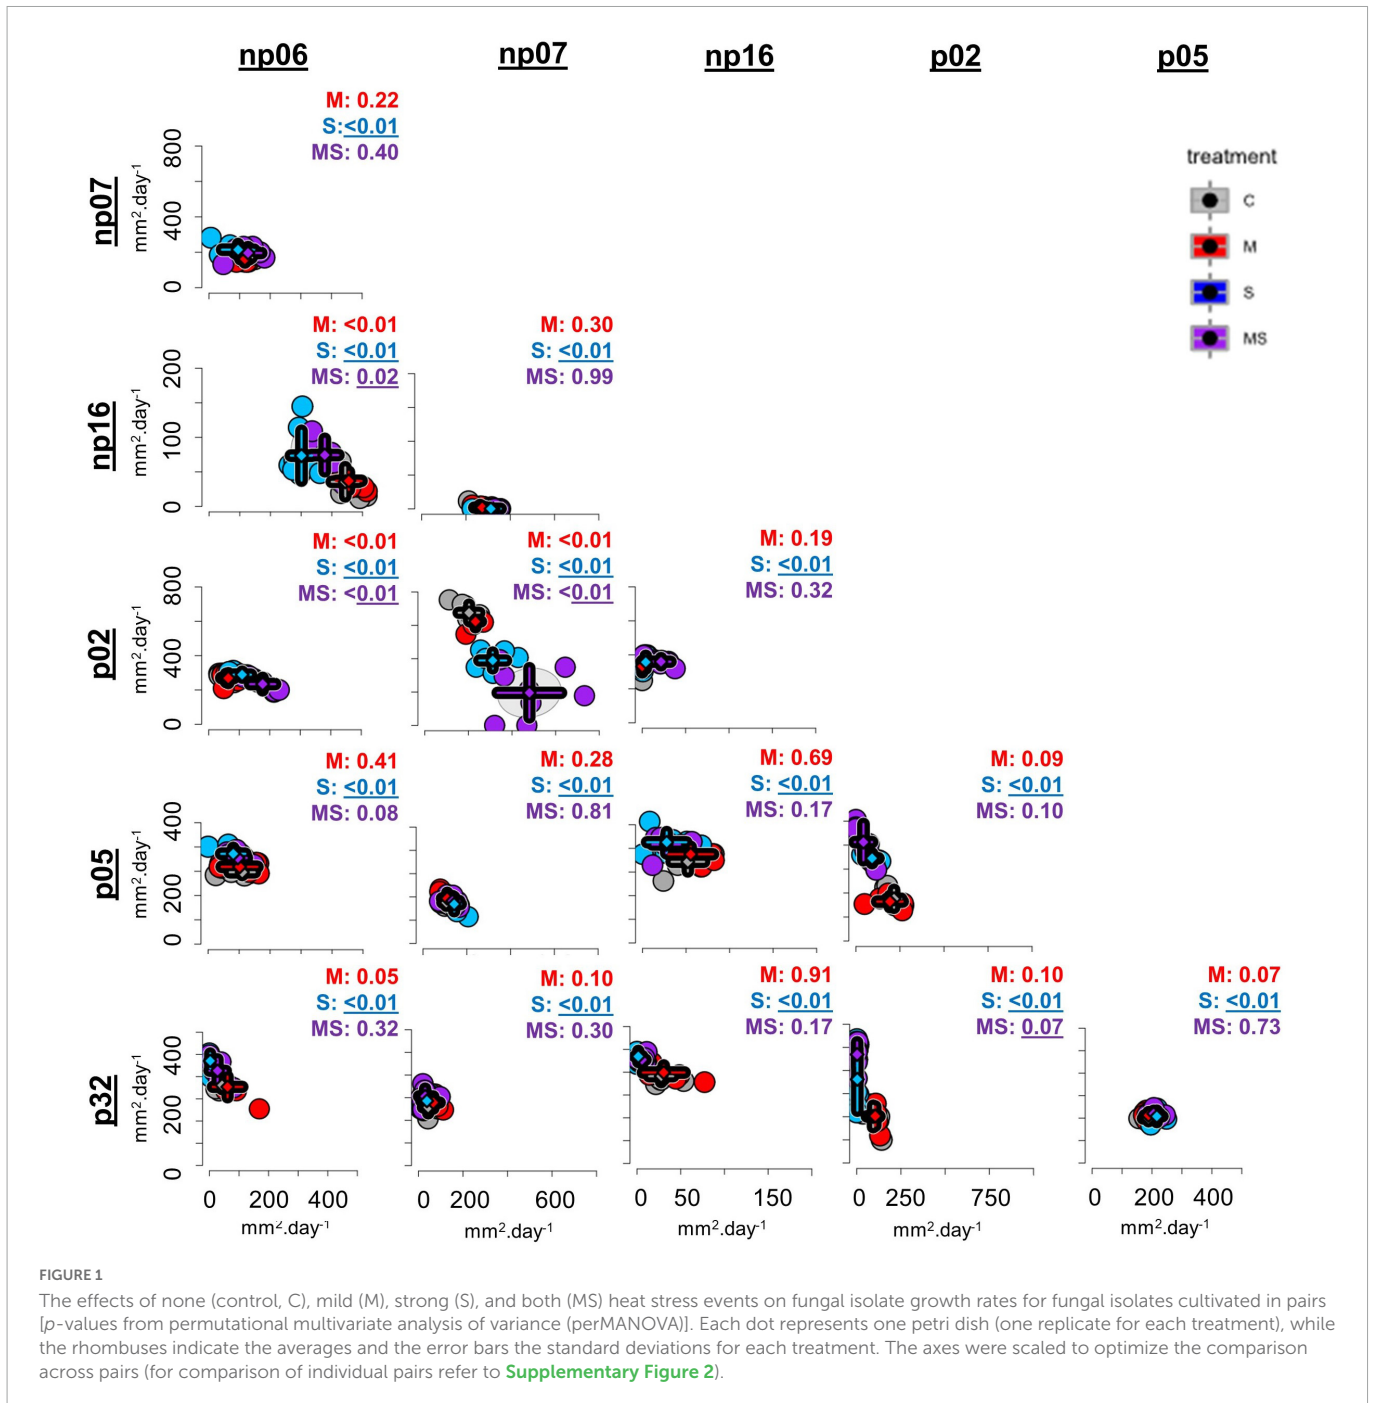 np06 np07 np16 p02 p05
M: 0.22
S:<0.01
MS: 0.40
np07
mm².day⁻¹
800
400
0
treatment
C
M
S
MS
M: <0.01
S: <0.01
MS: 0.02
M: 0.30
S: <0.01
MS: 0.99
np16
mm².day⁻¹
200
100
0
M: <0.01
S: <0.01
MS: <0.01
M: <0.01
S: <0.01
MS: <0.01
M: 0.19
S: <0.01
MS: 0.32
p02
mm².day⁻¹
800
400
0
M: 0.41
S: <0.01
MS: 0.08
M: 0.28
S: <0.01
MS: 0.81
M: 0.69
S: <0.01
MS: 0.17
M: 0.09
S: <0.01
MS: 0.10
p05
mm².day⁻¹
400
200
0
M: 0.05
S: <0.01
MS: 0.32
M: 0.10
S: <0.01
MS: 0.30
M: 0.91
S: <0.01
MS: 0.17
M: 0.10
S: <0.01
MS: 0.07
M: 0.07
S: <0.01
MS: 0.73
p32
mm².day⁻¹
400
200
0
0 200 400 0 200 600 0 50 150 0 250 750 0 200 400
mm².day⁻¹ mm².day⁻¹ mm².day⁻¹ mm².day⁻¹ mm².day⁻¹
FIGURE 1
The effects of none (control, C), mild (M), strong (S), and both (MS) heat stress events on fungal isolate growth rates for fungal isolates cultivated in pairs
[p-values from permutational multivariate analysis of variance (perMANOVA)]. Each dot represents one petri dish (one replicate for each treatment), while
the rhombuses indicate the averages and the error bars the standard deviations for each treatment. The axes were scaled to optimize the comparison
across pairs (for comparison of individual pairs refer to Supplementary Figure 2).